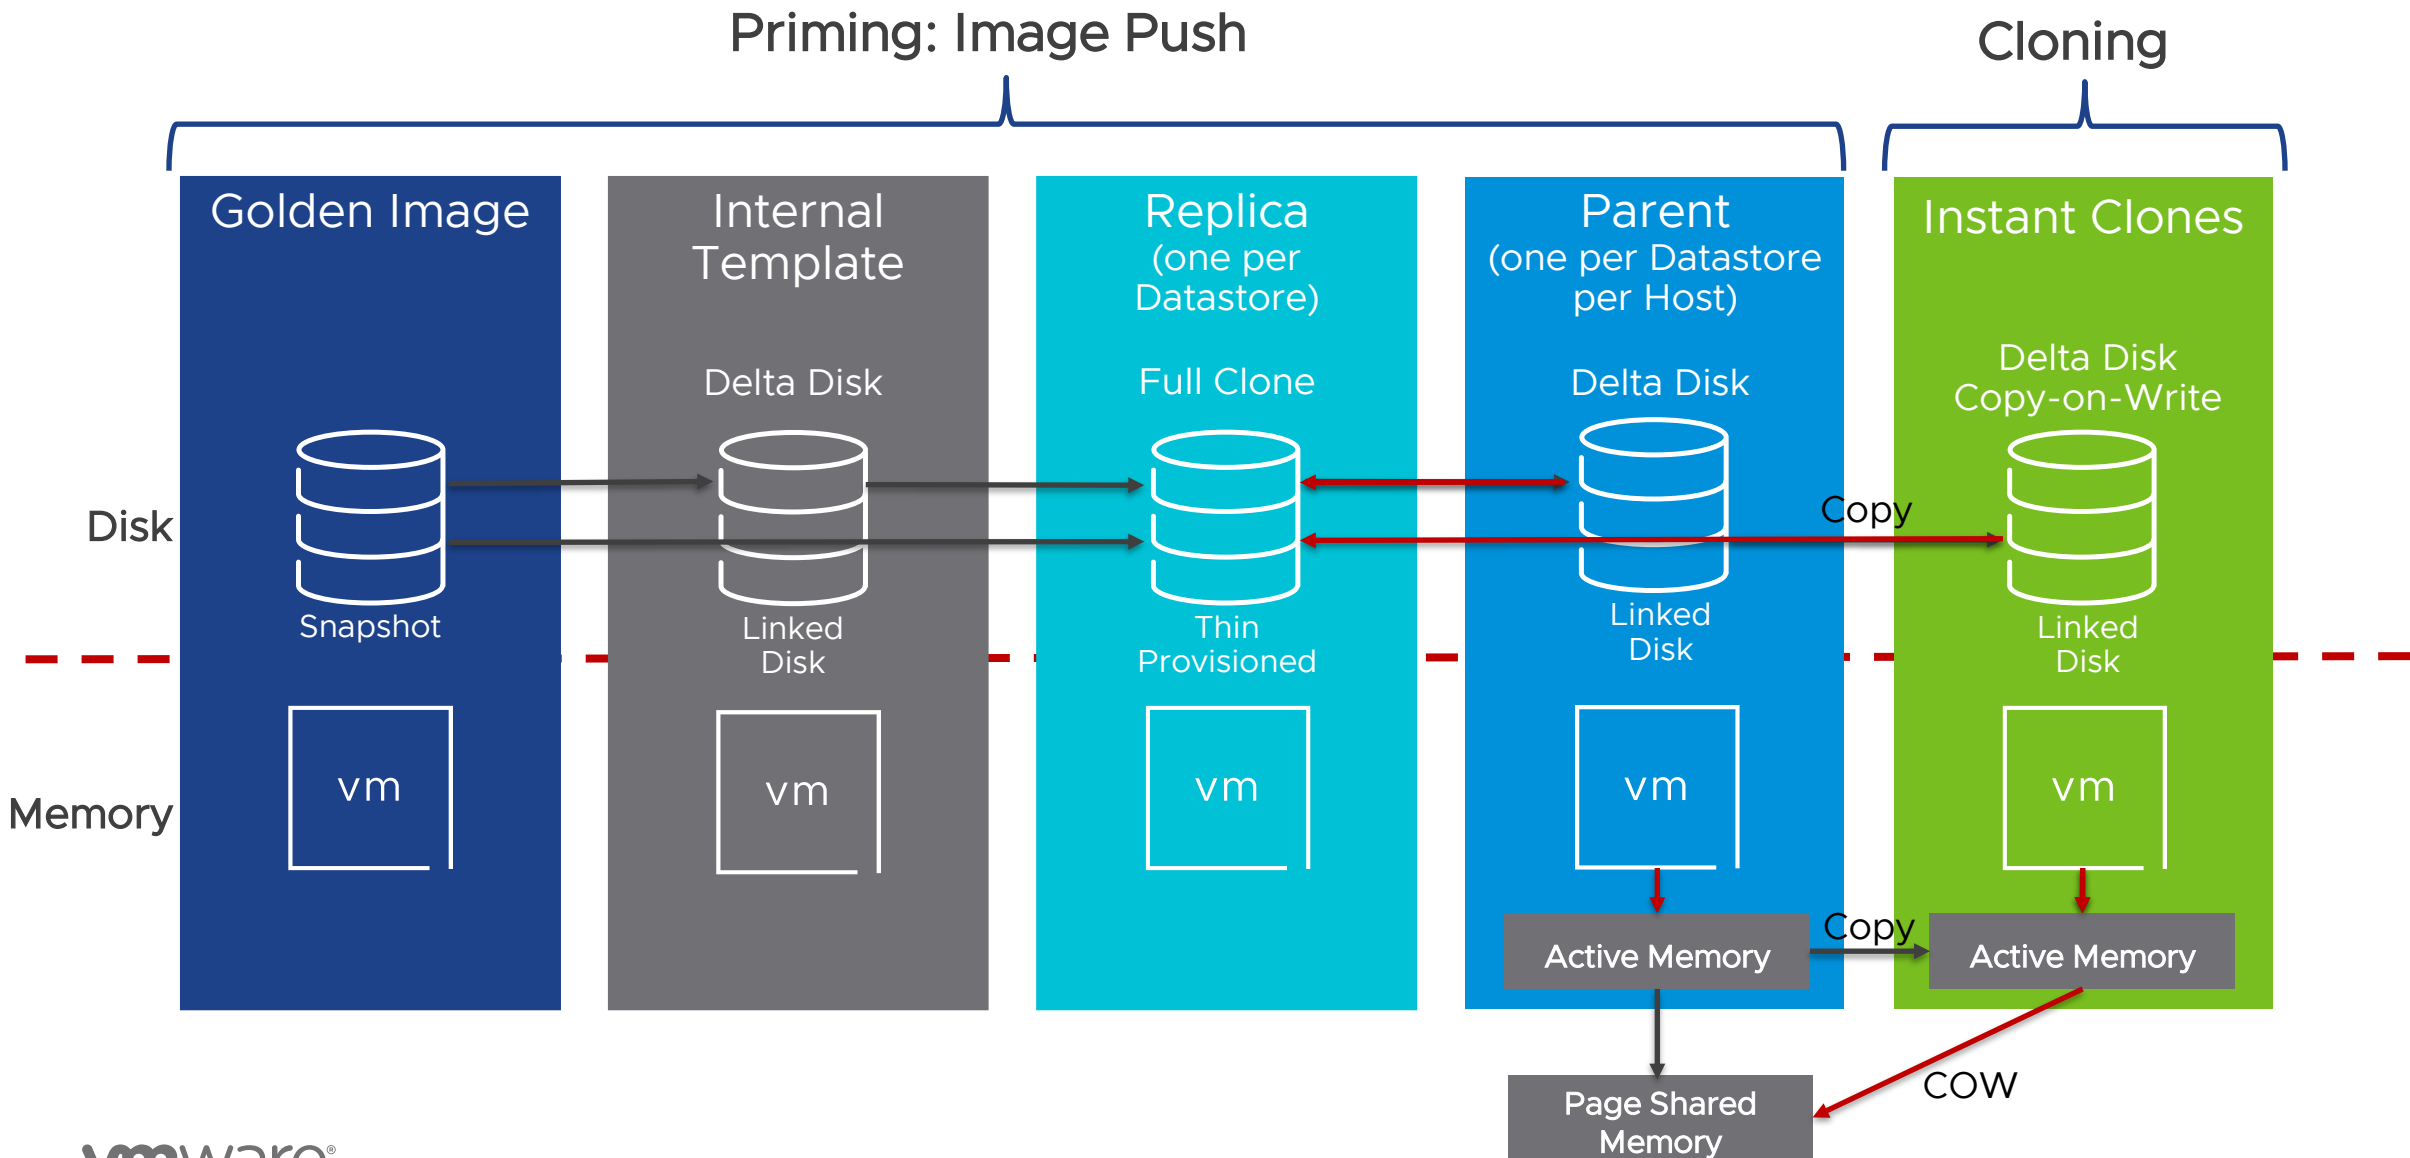 Priming: Image Push
Cloning
Golden Image
Internal
Template
Replica
(one per
Datastore)
Parent
(one per Datastore
per Host)
Instant Clones
Delta Disk
Full Clone
Delta Disk
Delta Disk
Copy-on-Write
Disk
Copy
Snapshot
Linked
Disk
Thin
Provisioned
Linked
Disk
Linked
Disk
Memory
vm
vm
vm
vm
vm
Active Memory
Copy
Active Memory
COW
Page Shared
Memory
vmware®